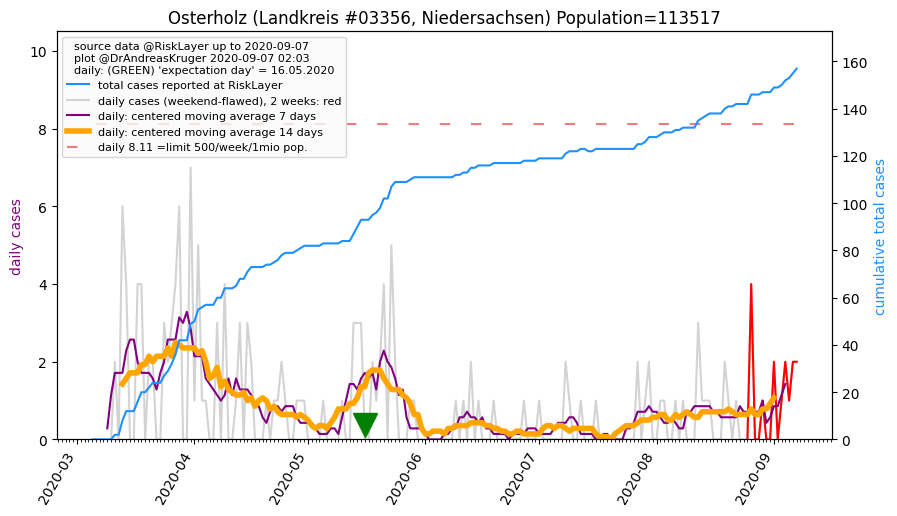 Osterholz (Landkreis #03356, Niedersachsen) Population=113517
source data @RiskLayer up to 2020-09-07
plot @DrAndreasKruger 2020-09-07 02:03
daily: (GREEN) 'expectation day' = 16.05.2020
total cases reported at RiskLayer
daily cases (weekend-flawed), 2 weeks: red
daily: centered moving average 7 days
daily: centered moving average 14 days
daily 8.11 =limit 500/week/1mio pop.
daily cases
10
8
6
4
2
0
160
140
120
100
80
60
40
20
0
cumulative total cases
2020-03
2020-04
2020-05
2020-06
2020-07
2020-08
2020-09